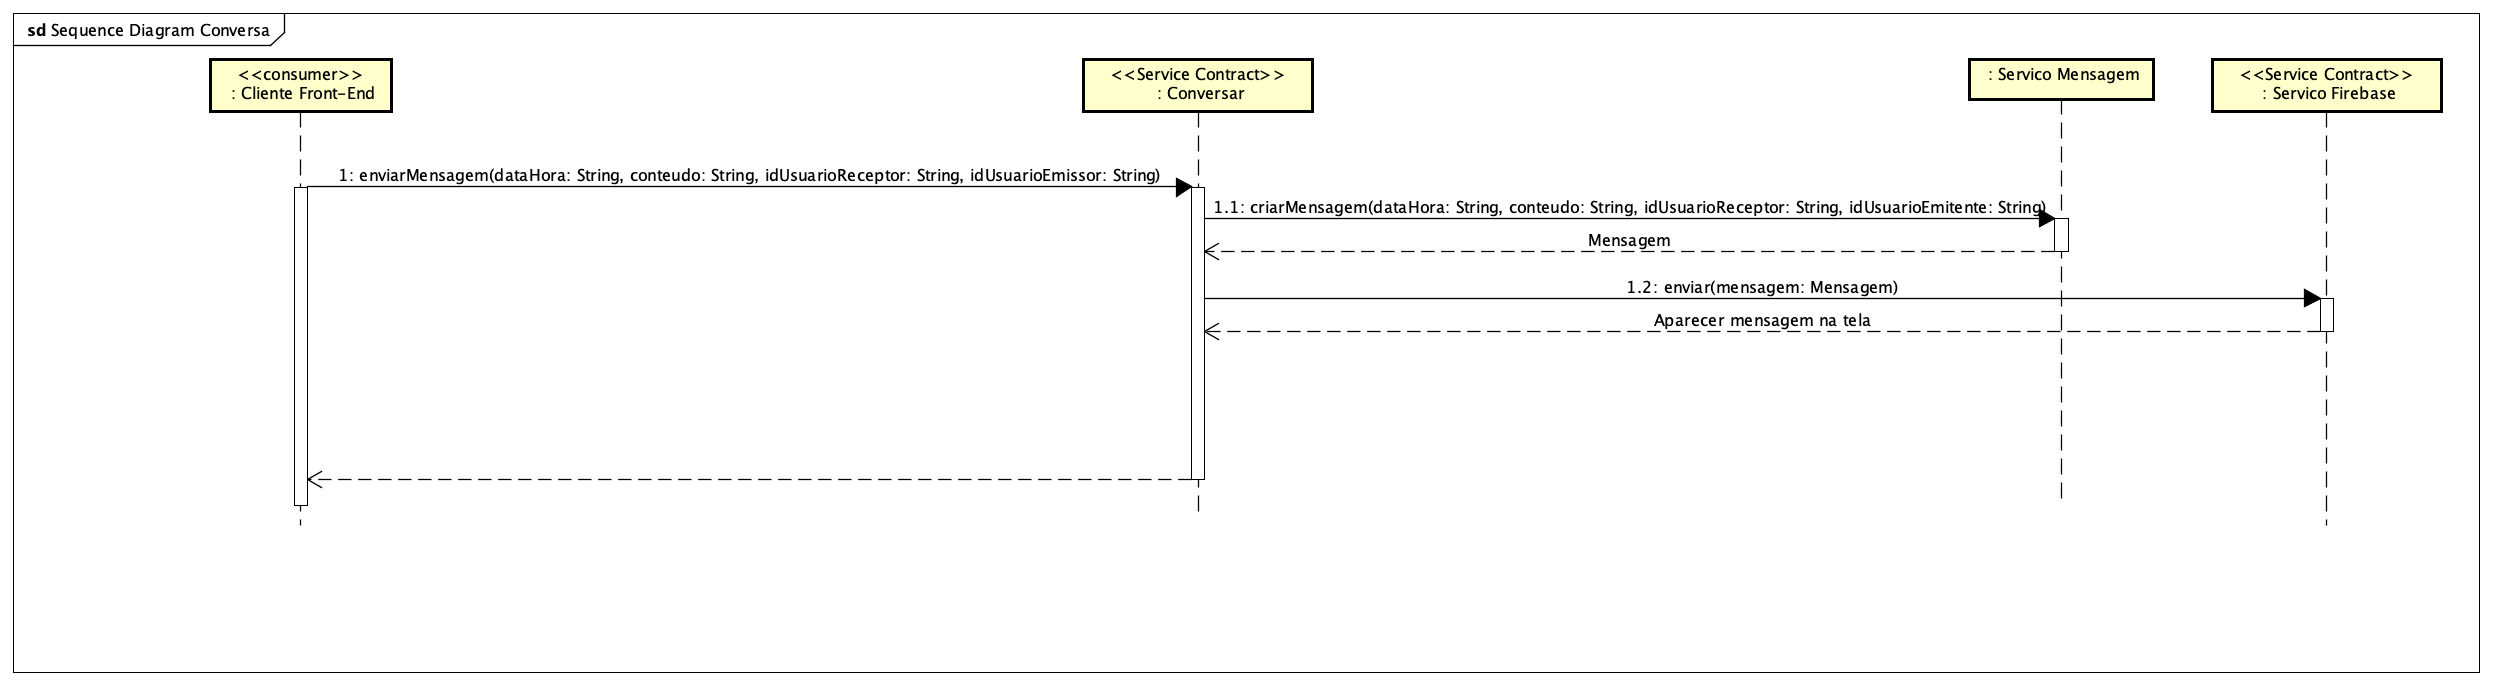 sd Sequence Diagram Conversa
<<consumer>>
: Cliente Front-End
<<Service Contract>>
: Conversar
: Servico Mensagem
<<Service Contract>>
: Servico Firebase
1: enviarMensagem(dataHora: String, conteudo: String, idUsuarioReceptor: String, idUsuarioEmissor: String)
1.1: criarMensagem(dataHora: String, conteudo: String, idUsuarioReceptor: String, idUsuarioEmitente: String)
Mensagem
1.2: enviar(mensagem: Mensagem)
Aparecer mensagem na tela